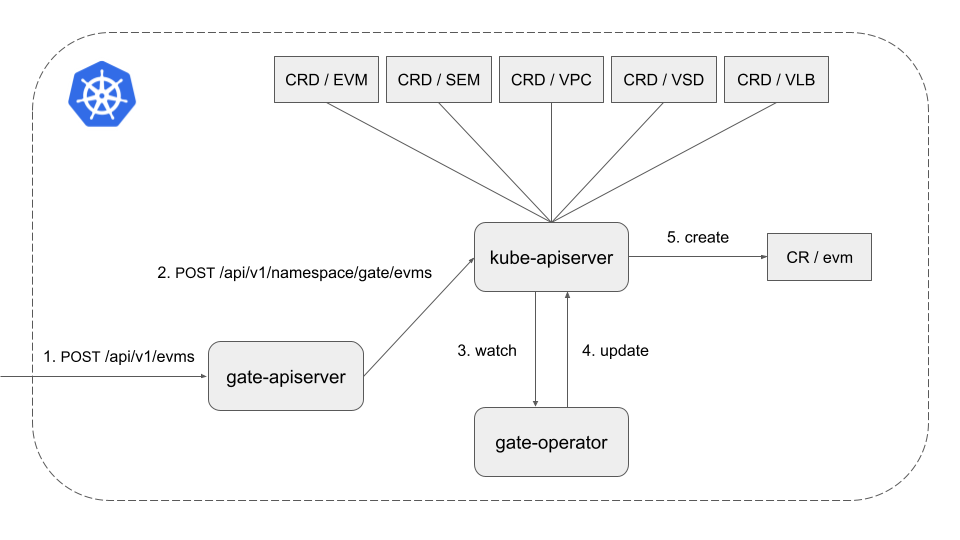 CRD / EVM
CRD / SEM
CRD / VPC
CRD / VSD
CRD / VLB
kube-apiserver
5. create
CR / evm
2. POST /api/v1/namespace/gate/evms
1. POST /api/v1/evms
gate-apiserver
3. watch
4. update
gate-operator